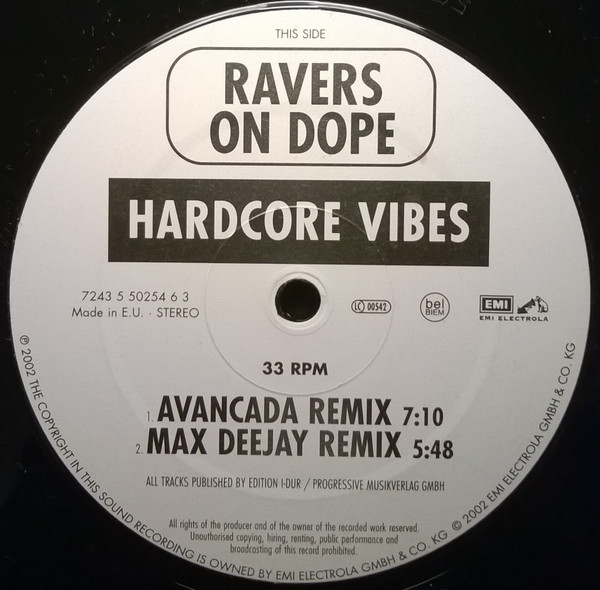 THIS SIDE
RAVERS
ON DOPE
HARDCORE VIBES
7243 5 50254 6 3
Made in E.U. · STEREO
LC 00542
bel
BIEM
EMI
EMI ELECTROLA
33 RPM
1. AVANCADA REMIX 7:10
2. MAX DEEJAY REMIX 5:48
ALL TRACKS PUBLISHED BY EDITION I-DUR / PROGRESSIVE MUSIKVERLAG GMBH
All rights of the producer and of the owner of the recorded work reserved.
Unauthorised copying, hiring, renting, public performance and
broadcasting of this record prohibited.
℗ 2002 THE COPYRIGHT IN THIS SOUND RECORDING IS OWNED BY EMI ELECTROLA GMBH & CO. KG © 2002 EMI ELECTROLA GMBH & CO. KG